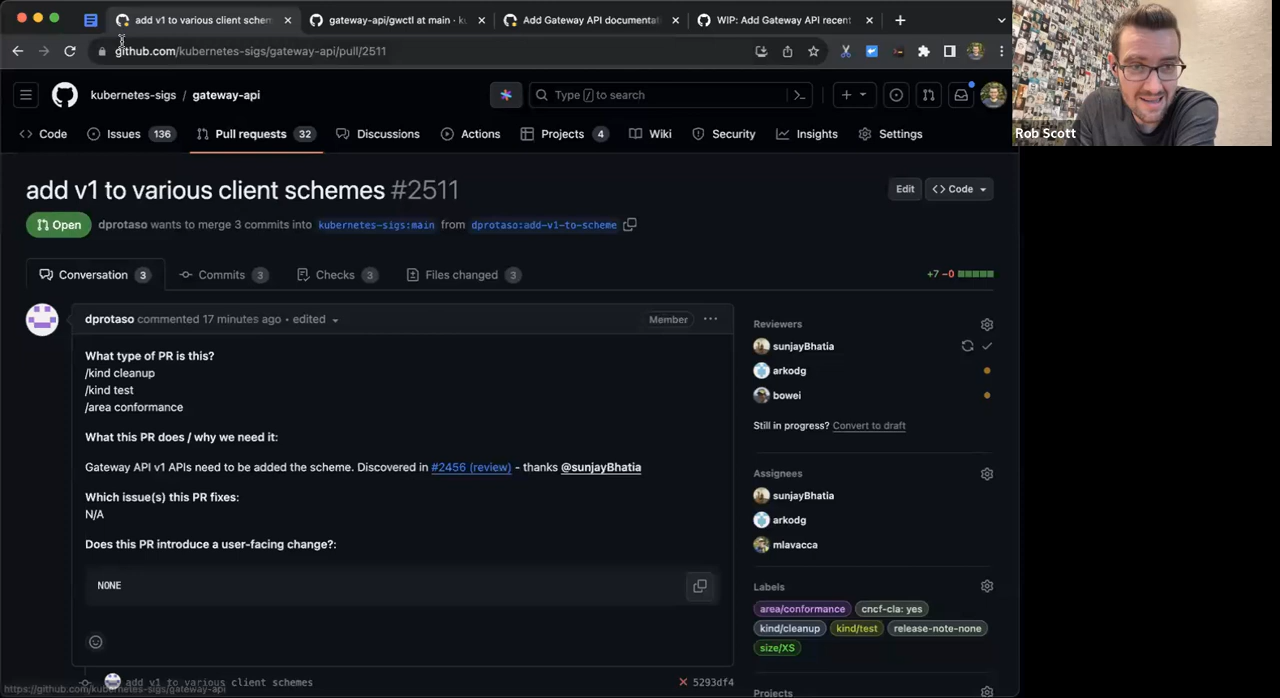 add v1 to various client schem
gateway-api/gwctl at main · ku
Add Gateway API documentati
WIP: Add Gateway API recent
github.com/kubernetes-sigs/gateway-api/pull/2511
kubernetes-sigs / gateway-api
Type / to search
Code
Issues 136
Pull requests 32
Discussions
Actions
Projects 4
Wiki
Security
Insights
Settings
Rob Scott
add v1 to various client schemes #2511
Edit
<> Code
Open
dprotaso wants to merge 3 commits into kubernetes-sigs:main from dprotaso:add-v1-to-scheme
Conversation 3
Commits 3
Checks 3
Files changed 3
+7 −0
dprotaso commented 17 minutes ago · edited
Member
What type of PR is this?
/kind cleanup
/kind test
/area conformance
What this PR does / why we need it:
Gateway API v1 APIs need to be added the scheme. Discovered in #2456 (review) - thanks @sunjayBhatia
Which issue(s) this PR fixes:
N/A
Does this PR introduce a user-facing change?:
NONE
add v1 to various client schemes
5293df4
https://github.com/kubernetes-sigs/gateway-api
Reviewers
sunjayBhatia
arkodg
bowei
Still in progress? Convert to draft
Assignees
sunjayBhatia
arkodg
mlavacca
Labels
area/conformance
cncf-cla: yes
kind/cleanup
kind/test
release-note-none
size/XS
Projects